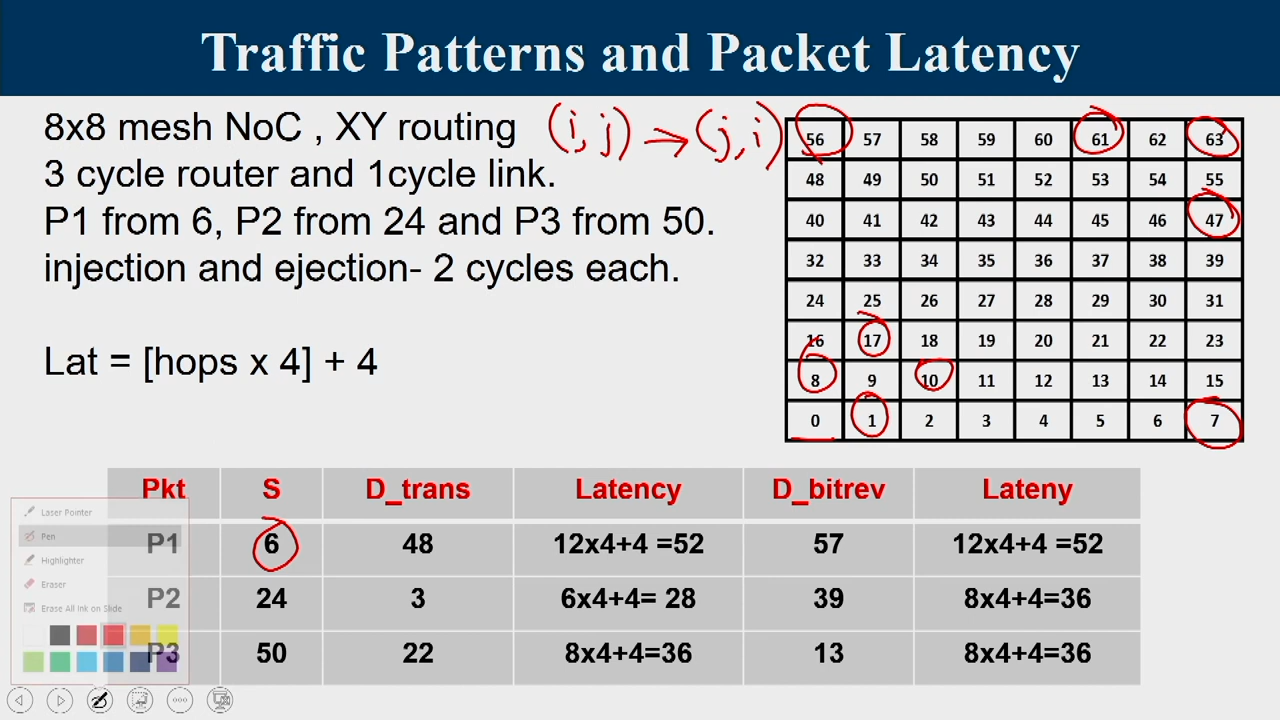 Traffic Patterns and Packet Latency
8x8 mesh NoC , XY routing (i,j) → (j,i)
3 cycle router and 1cycle link.
P1 from 6, P2 from 24 and P3 from 50.
injection and ejection- 2 cycles each.
Lat = [hops x 4] + 4
56 57 58 59 60 61 62 63
48 49 50 51 52 53 54 55
40 41 42 43 44 45 46 47
32 33 34 35 36 37 38 39
24 25 26 27 28 29 30 31
16 17 18 19 20 21 22 23
8 9 10 11 12 13 14 15
0 1 2 3 4 5 6 7
Pkt S D_trans Latency D_bitrev Lateny
P1 6 48 12x4+4 =52 57 12x4+4 =52
P2 24 3 6x4+4= 28 39 8x4+4=36
P3 50 22 8x4+4=36 13 8x4+4=36
Laser Pointer
Pen
Highlighter
Eraser
Erase All Ink on Slide